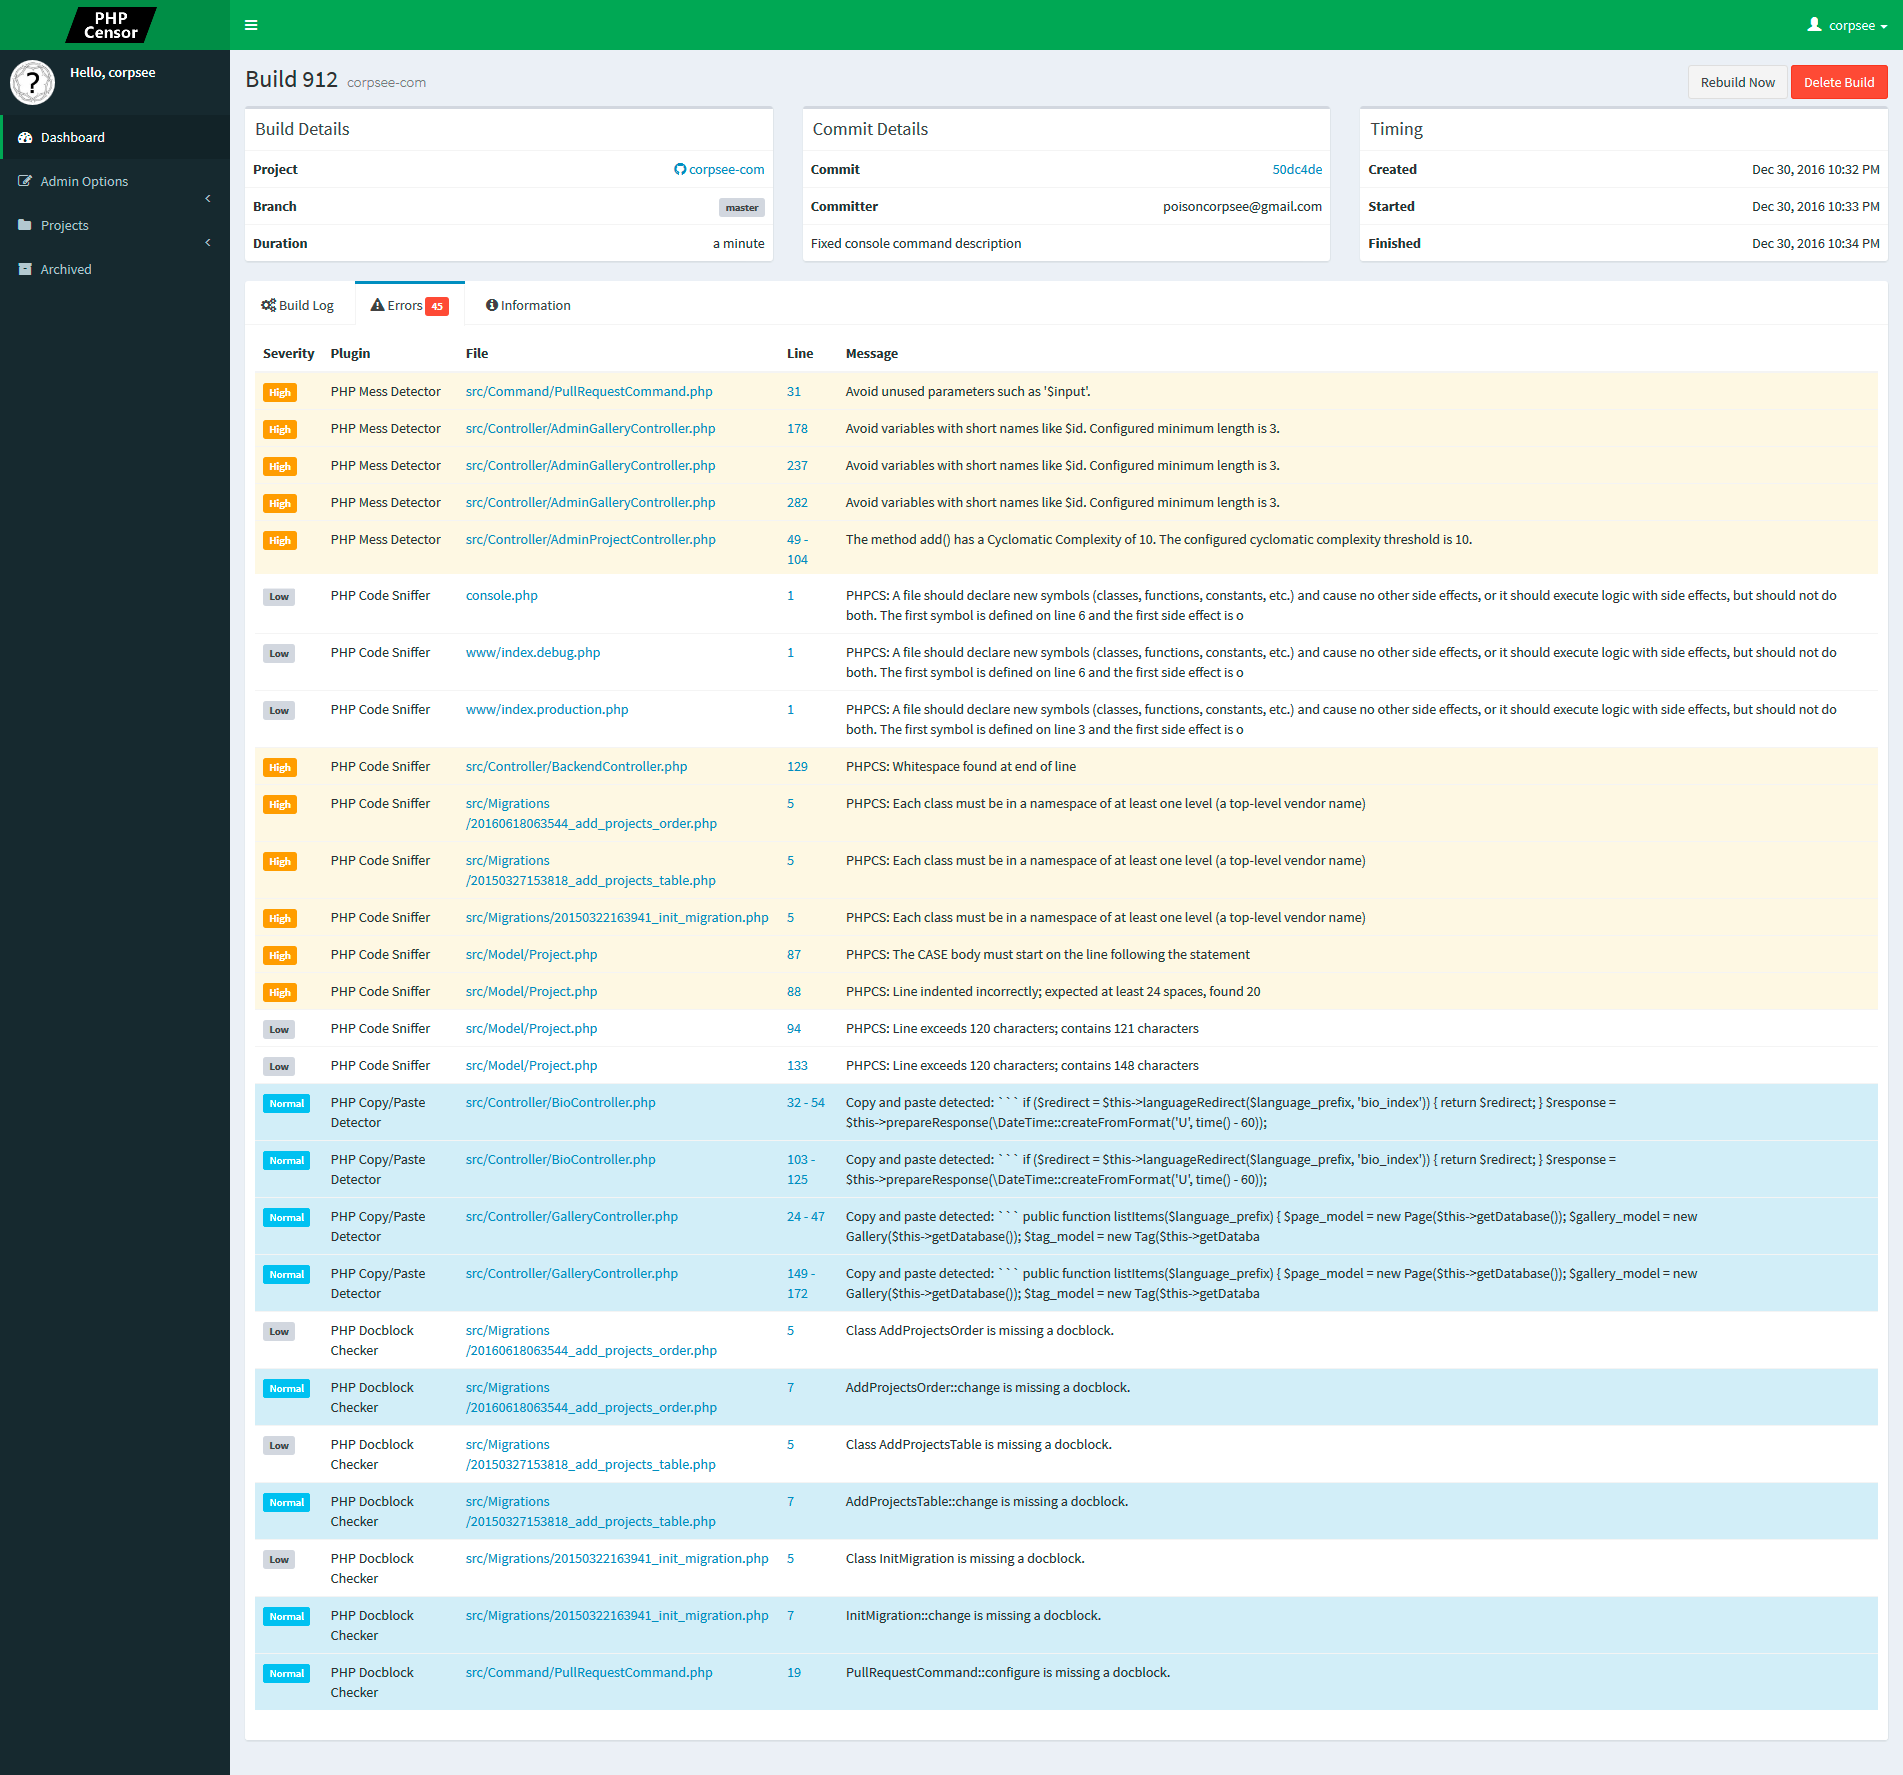 PHP
Censor
corpsee
?
Hello, corpsee
Dashboard
Admin Options
Projects
Archived
Build 912 corpsee-com
Rebuild Now
Delete Build
Build Details
Project corpsee-com
Branch master
Duration a minute
Commit Details
Commit 50dc4de
Committer poisoncorpsee@gmail.com
Fixed console command description
Timing
Created Dec 30, 2016 10:32 PM
Started Dec 30, 2016 10:33 PM
Finished Dec 30, 2016 10:34 PM
Build Log Errors 45 Information
Severity Plugin File Line Message
High PHP Mess Detector src/Command/PullRequestCommand.php 31 Avoid unused parameters such as '$input'.
High PHP Mess Detector src/Controller/AdminGalleryController.php 178 Avoid variables with short names like $id. Configured minimum length is 3.
High PHP Mess Detector src/Controller/AdminGalleryController.php 237 Avoid variables with short names like $id. Configured minimum length is 3.
High PHP Mess Detector src/Controller/AdminGalleryController.php 282 Avoid variables with short names like $id. Configured minimum length is 3.
High PHP Mess Detector src/Controller/AdminProjectController.php 49 - The method add() has a Cyclomatic Complexity of 10. The configured cyclomatic complexity threshold is 10.
104
Low PHP Code Sniffer console.php 1 PHPCS: A file should declare new symbols (classes, functions, constants, etc.) and cause no other side effects, or it should execute logic with side effects, but should not do
both. The first symbol is defined on line 6 and the first side effect is o
Low PHP Code Sniffer www/index.debug.php 1 PHPCS: A file should declare new symbols (classes, functions, constants, etc.) and cause no other side effects, or it should execute logic with side effects, but should not do
both. The first symbol is defined on line 6 and the first side effect is o
Low PHP Code Sniffer www/index.production.php 1 PHPCS: A file should declare new symbols (classes, functions, constants, etc.) and cause no other side effects, or it should execute logic with side effects, but should not do
both. The first symbol is defined on line 3 and the first side effect is o
High PHP Code Sniffer src/Controller/BackendController.php 129 PHPCS: Whitespace found at end of line
High PHP Code Sniffer src/Migrations 5 PHPCS: Each class must be in a namespace of at least one level (a top-level vendor name)
/20160618063544_add_projects_order.php
High PHP Code Sniffer src/Migrations 5 PHPCS: Each class must be in a namespace of at least one level (a top-level vendor name)
/20150327153818_add_projects_table.php
High PHP Code Sniffer src/Migrations/20150322163941_init_migration.php 5 PHPCS: Each class must be in a namespace of at least one level (a top-level vendor name)
High PHP Code Sniffer src/Model/Project.php 87 PHPCS: The CASE body must start on the line following the statement
High PHP Code Sniffer src/Model/Project.php 88 PHPCS: Line indented incorrectly; expected at least 24 spaces, found 20
Low PHP Code Sniffer src/Model/Project.php 94 PHPCS: Line exceeds 120 characters; contains 121 characters
Low PHP Code Sniffer src/Model/Project.php 133 PHPCS: Line exceeds 120 characters; contains 148 characters
Normal PHP Copy/Paste src/Controller/BioController.php 32 - 54 Copy and paste detected: ``` if ($redirect = $this->languageRedirect($language_prefix, 'bio_index')) { return $redirect; } $response =
Detector $this->prepareResponse(\DateTime::createFromFormat('U', time() - 60));
Normal PHP Copy/Paste src/Controller/BioController.php 103 - Copy and paste detected: ``` if ($redirect = $this->languageRedirect($language_prefix, 'bio_index')) { return $redirect; } $response =
Detector 125 $this->prepareResponse(\DateTime::createFromFormat('U', time() - 60));
Normal PHP Copy/Paste src/Controller/GalleryController.php 24 - 47 Copy and paste detected: ``` public function listItems($language_prefix) { $page_model = new Page($this->getDatabase()); $gallery_model = new
Detector Gallery($this->getDatabase()); $tag_model = new Tag($this->getDataba
Normal PHP Copy/Paste src/Controller/GalleryController.php 149 - Copy and paste detected: ``` public function listItems($language_prefix) { $page_model = new Page($this->getDatabase()); $gallery_model = new
Detector 172 Gallery($this->getDatabase()); $tag_model = new Tag($this->getDataba
Low PHP Docblock src/Migrations 5 Class AddProjectsOrder is missing a docblock.
Checker /20160618063544_add_projects_order.php
Normal PHP Docblock src/Migrations 7 AddProjectsOrder::change is missing a docblock.
Checker /20160618063544_add_projects_order.php
Low PHP Docblock src/Migrations 5 Class AddProjectsTable is missing a docblock.
Checker /20150327153818_add_projects_table.php
Normal PHP Docblock src/Migrations 7 AddProjectsTable::change is missing a docblock.
Checker /20150327153818_add_projects_table.php
Low PHP Docblock src/Migrations/20150322163941_init_migration.php 5 Class InitMigration is missing a docblock.
Checker
Normal PHP Docblock src/Migrations/20150322163941_init_migration.php 7 InitMigration::change is missing a docblock.
Checker
Normal PHP Docblock src/Command/PullRequestCommand.php 19 PullRequestCommand::configure is missing a docblock.
Checker